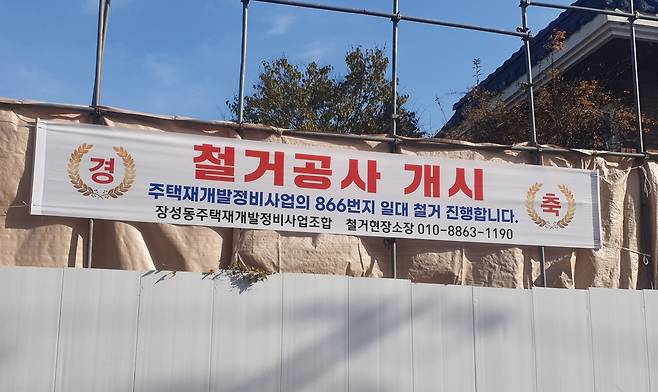 경 철거공사 개시 축
주택재개발정비사업의 866번지 일대 철거 진행합니다.
장성동주택재개발정비사업조합 철거현장소장 010-8863-1190